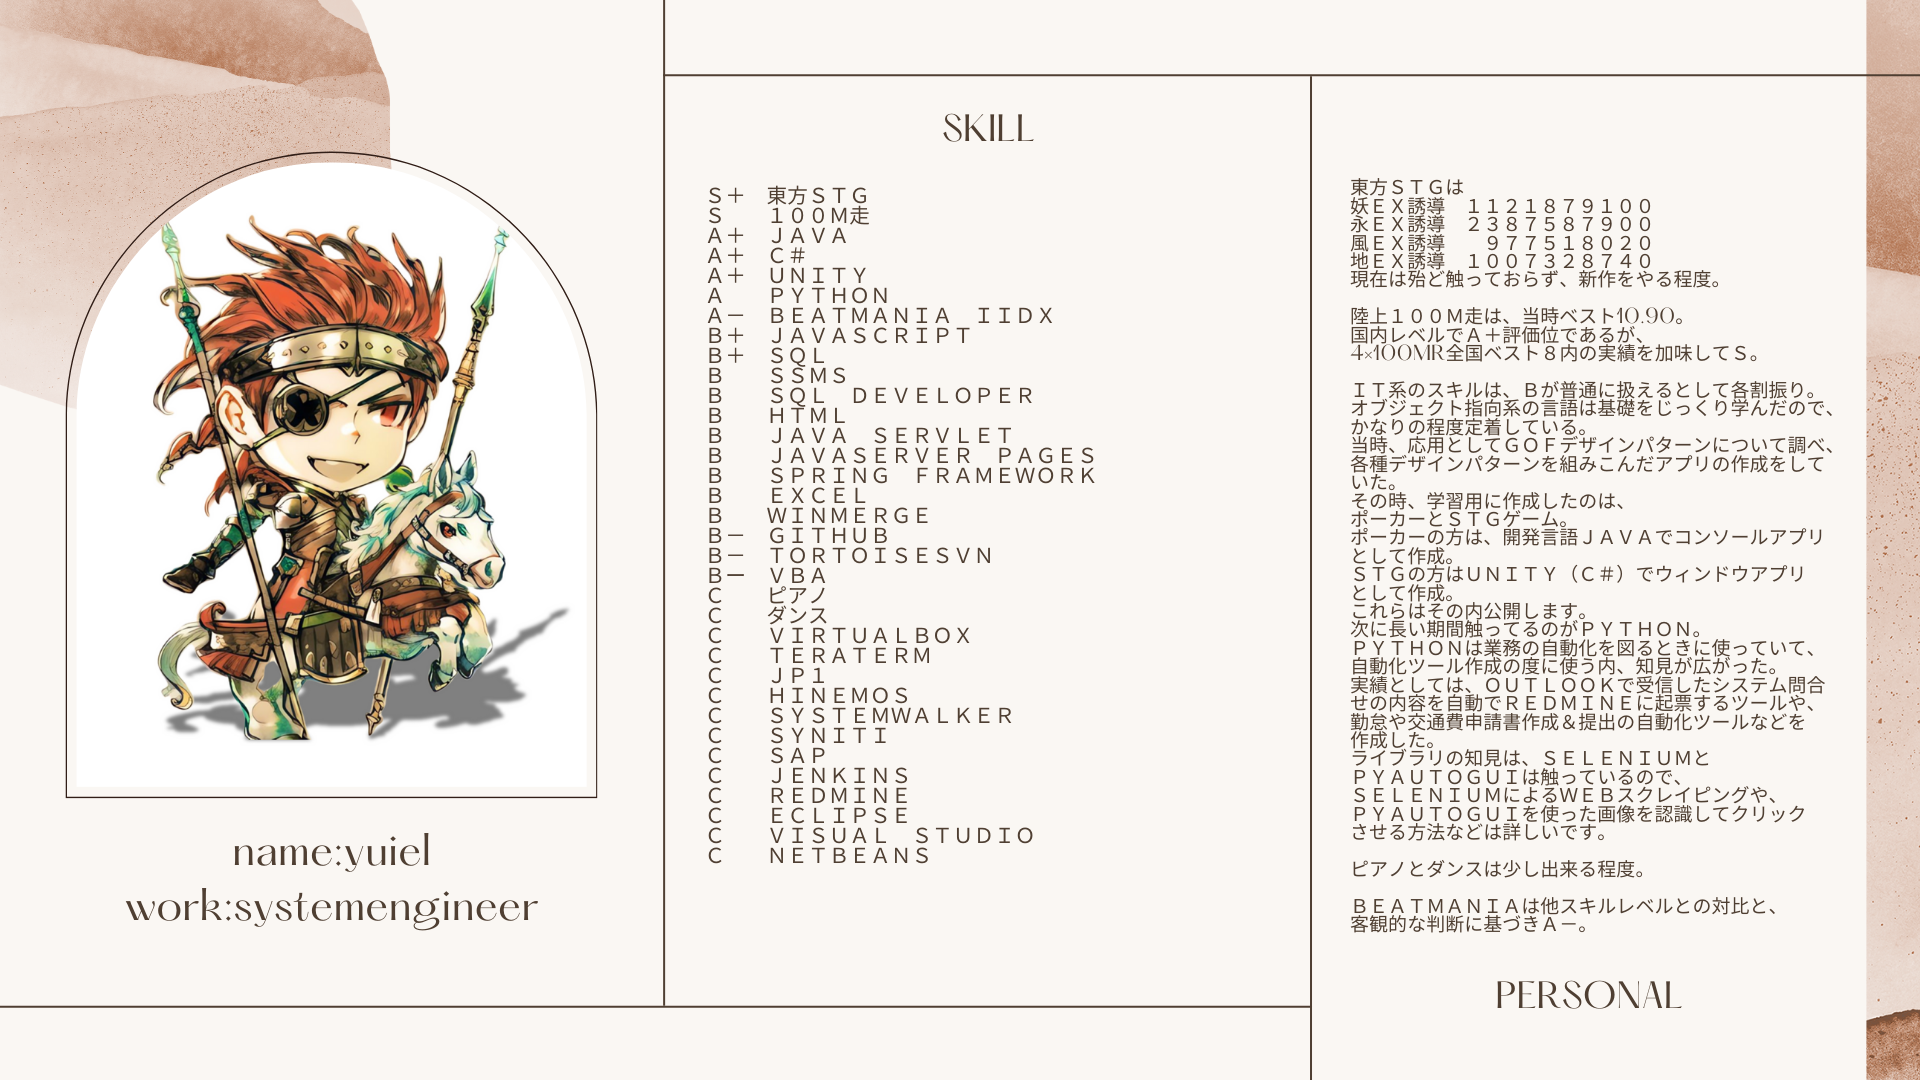 name:yuiel
work:systemengineer
SKILL
Ｓ＋　東方ＳＴＧ
Ｓ　　１００Ｍ走
Ａ＋　ＪＡＶＡ
Ａ＋　Ｃ＃
Ａ＋　ＵＮＩＴＹ
Ａ　　ＰＹＴＨＯＮ
Ａ－　ＢＥＡＴＭＡＮＩＡ　ＩＩＤＸ
Ｂ＋　ＪＡＶＡＳＣＲＩＰＴ
Ｂ＋　ＳＱＬ
Ｂ　　ＳＳＭＳ
Ｂ　　ＳＱＬ　ＤＥＶＥＬＯＰＥＲ
Ｂ　　ＨＴＭＬ
Ｂ　　ＪＡＶＡ　ＳＥＲＶＬＥＴ
Ｂ　　ＪＡＶＡＳＥＲＶＥＲ　ＰＡＧＥＳ
Ｂ　　ＳＰＲＩＮＧ　ＦＲＡＭＥＷＯＲＫ
Ｂ　　ＥＸＣＥＬ
Ｂ　　ＷＩＮＭＥＲＧＥ
Ｂ－　ＧＩＴＨＵＢ
Ｂ－　ＴＯＲＴＯＩＳＥＳＶＮ
Ｂー　ＶＢＡ
Ｃ　　ピアノ
Ｃ　　ダンス
Ｃ　　ＶＩＲＴＵＡＬＢＯＸ
Ｃ　　ＴＥＲＡＴＥＲＭ
Ｃ　　ＪＰ１
Ｃ　　ＨＩＮＥＭＯＳ
Ｃ　　ＳＹＳＴＥＭＷＡＬＫＥＲ
Ｃ　　ＳＹＮＩＴＩ
Ｃ　　ＳＡＰ
Ｃ　　ＪＥＮＫＩＮＳ
Ｃ　　ＲＥＤＭＩＮＥ
Ｃ　　ＥＣＬＩＰＳＥ
Ｃ　　ＶＩＳＵＡＬ　ＳＴＵＤＩＯ
Ｃ　　ＮＥＴＢＥＡＮＳ
東方ＳＴＧは
妖ＥＸ誘導　１１２１８７９１００
永ＥＸ誘導　２３８７５８７９００
風ＥＸ誘導　　９７７５１８０２０
地ＥＸ誘導　１００７３２８７４０
現在は殆ど触っておらず、新作をやる程度。
陸上１００Ｍ走は、当時ベスト10.90。
国内レベルでＡ＋評価位であるが、
4×100MR全国ベスト８内の実績を加味してＳ。
ＩＴ系のスキルは、Ｂが普通に扱えるとして各割振り。
オブジェクト指向系の言語は基礎をじっくり学んだので、
かなりの程度定着している。
当時、応用としてＧＯＦデザインパターンについて調べ、
各種デザインパターンを組みこんだアプリの作成をして
いた。
その時、学習用に作成したのは、
ポーカーとＳＴＧゲーム。
ポーカーの方は、開発言語ＪＡＶＡでコンソールアプリ
として作成。
ＳＴＧの方はＵＮＩＴＹ（Ｃ＃）でウィンドウアプリ
として作成。
これらはその内公開します。
次に長い期間触ってるのがＰＹＴＨＯＮ。
ＰＹＴＨＯＮは業務の自動化を図るときに使っていて、
自動化ツール作成の度に使う内、知見が広がった。
実績としては、ＯＵＴＬＯＯＫで受信したシステム問合
せの内容を自動でＲＥＤＭＩＮＥに起票するツールや、
勤怠や交通費申請書作成＆提出の自動化ツールなどを
作成した。
ライブラリの知見は、ＳＥＬＥＮＩＵＭと
ＰＹＡＵＴＯＧＵＩは触っているので、
ＳＥＬＥＮＩＵＭによるＷＥＢスクレイピングや、
ＰＹＡＵＴＯＧＵＩを使った画像を認識してクリック
させる方法などは詳しいです。
ピアノとダンスは少し出来る程度。
ＢＥＡＴＭＡＮＩＡは他スキルレベルとの対比と、
客観的な判断に基づきＡ－。
PERSONAL